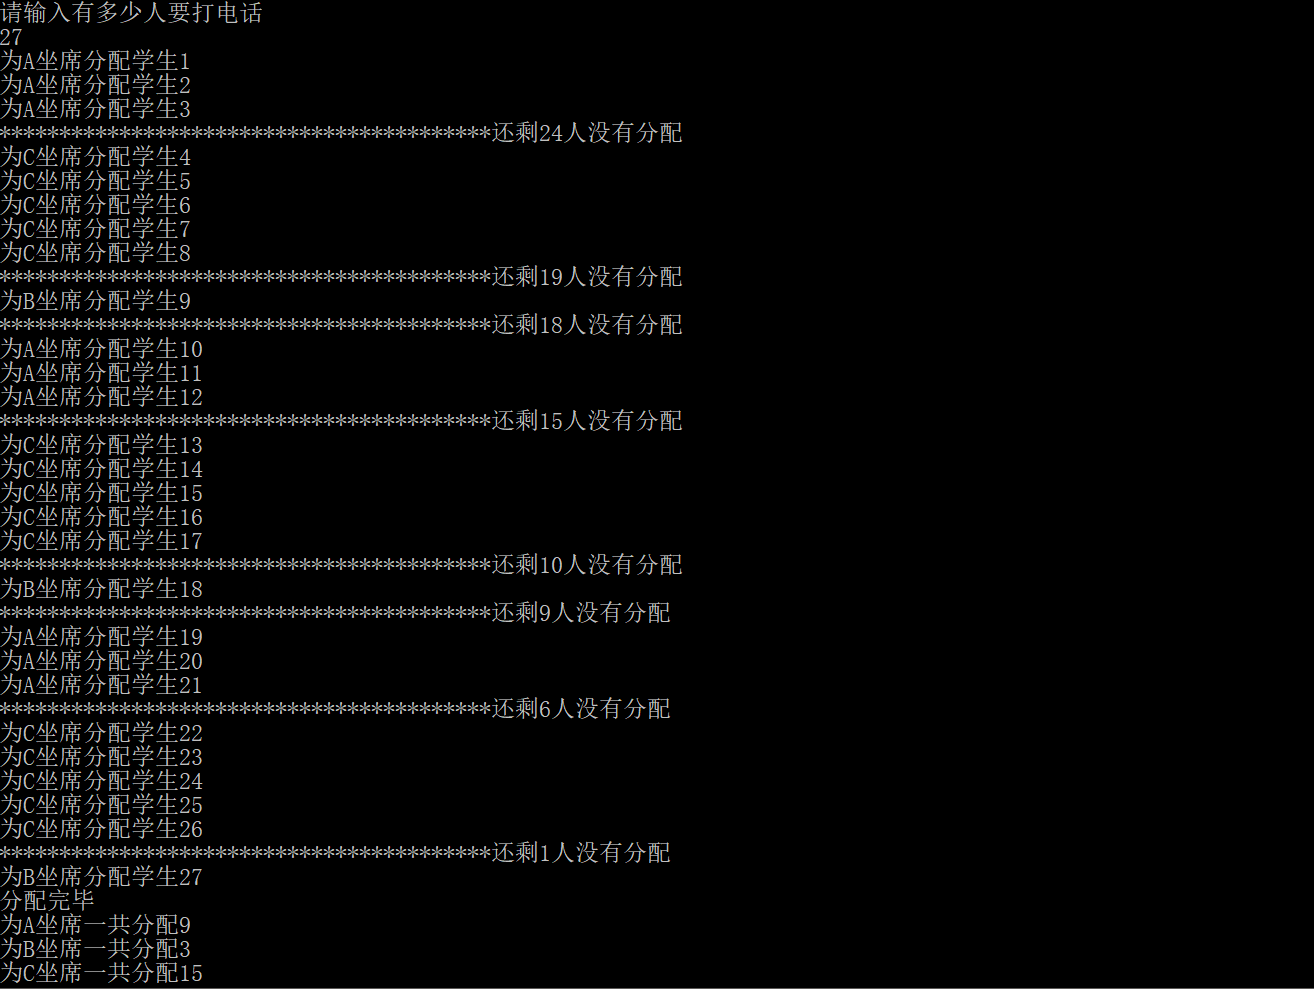 请输入有多少人要打电话
27
为A坐席分配学生1
为A坐席分配学生2
为A坐席分配学生3
*****************************************还剩24人没有分配
为C坐席分配学生4
为C坐席分配学生5
为C坐席分配学生6
为C坐席分配学生7
为C坐席分配学生8
*****************************************还剩19人没有分配
为B坐席分配学生9
*****************************************还剩18人没有分配
为A坐席分配学生10
为A坐席分配学生11
为A坐席分配学生12
*****************************************还剩15人没有分配
为C坐席分配学生13
为C坐席分配学生14
为C坐席分配学生15
为C坐席分配学生16
为C坐席分配学生17
*****************************************还剩10人没有分配
为B坐席分配学生18
*****************************************还剩9人没有分配
为A坐席分配学生19
为A坐席分配学生20
为A坐席分配学生21
*****************************************还剩6人没有分配
为C坐席分配学生22
为C坐席分配学生23
为C坐席分配学生24
为C坐席分配学生25
为C坐席分配学生26
*****************************************还剩1人没有分配
为B坐席分配学生27
分配完毕
为A坐席一共分配9
为B坐席一共分配3
为C坐席一共分配15